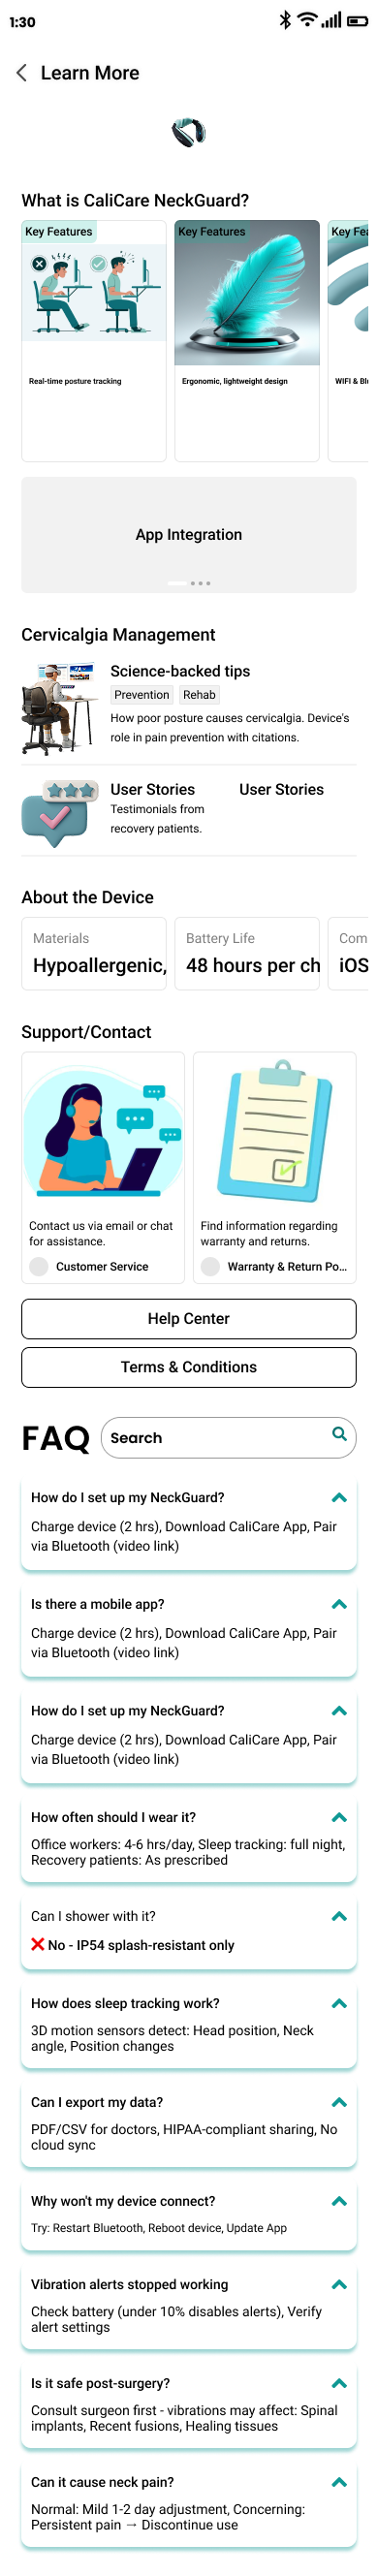 1:30
Learn More
What is CaliCare NeckGuard?
Key Features
Key Features
Key Fea
Real-time posture tracking
Ergonomic, lightweight design
WIFI & Bl
App Integration
Cervicalgia Management
Science-backed tips
Prevention
Rehab
How poor posture causes cervicalgia. Device's
role in pain prevention with citations.
User Stories
User Stories
Testimonials from
recovery patients.
About the Device
Materials
Battery Life
Com
Hypoallergenic,
48 hours per ch
iOS
Support/Contact
Contact us via email or chat
for assistance.
Customer Service
Find information regarding
warranty and returns.
Warranty & Return Po...
Help Center
Terms & Conditions
FAQ
Search
How do I set up my NeckGuard?
Charge device (2 hrs), Download CaliCare App, Pair
via Bluetooth (video link)
Is there a mobile app?
Charge device (2 hrs), Download CaliCare App, Pair
via Bluetooth (video link)
How do I set up my NeckGuard?
Charge device (2 hrs), Download CaliCare App, Pair
via Bluetooth (video link)
How often should I wear it?
Office workers: 4-6 hrs/day, Sleep tracking: full night,
Recovery patients: As prescribed
Can I shower with it?
❌ No - IP54 splash-resistant only
How does sleep tracking work?
3D motion sensors detect: Head position, Neck
angle, Position changes
Can I export my data?
PDF/CSV for doctors, HIPAA-compliant sharing, No
cloud sync
Why won't my device connect?
Try: Restart Bluetooth, Reboot device, Update App
Vibration alerts stopped working
Check battery (under 10% disables alerts), Verify
alert settings
Is it safe post-surgery?
Consult surgeon first - vibrations may affect: Spinal
implants, Recent fusions, Healing tissues
Can it cause neck pain?
Normal: Mild 1-2 day adjustment, Concerning:
Persistent pain → Discontinue use